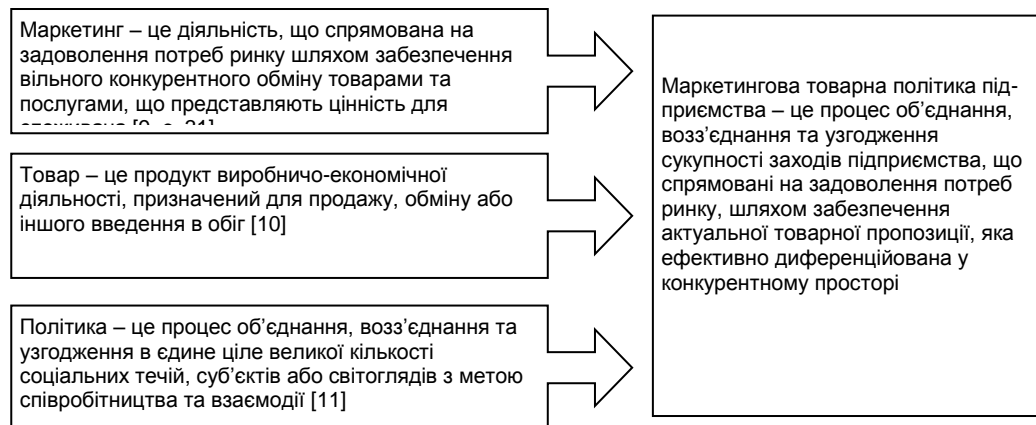 Маркетинг – це діяльність, що спрямована на
задоволення потреб ринку шляхом забезпечення
вільного конкурентного обміну товарами та
послугами, що представляють цінність для
Товар – це продукт виробничо-економічної
діяльності, призначений для продажу, обміну або
іншого введення в обіг [10]
Політика – це процес об’єднання, возз’єднання та
узгодження в єдине ціле великої кількості
соціальних течій, суб’єктів або світоглядів з метою
співробітництва та взаємодії [11]
Маркетингова товарна політика під-
приємства – це процес об’єднання,
возз’єднання та узгодження
сукупності заходів підприємства, що
спрямовані на задоволення потреб
ринку, шляхом забезпечення
актуальної товарної пропозиції, яка
ефективно диференційована у
конкурентному просторі